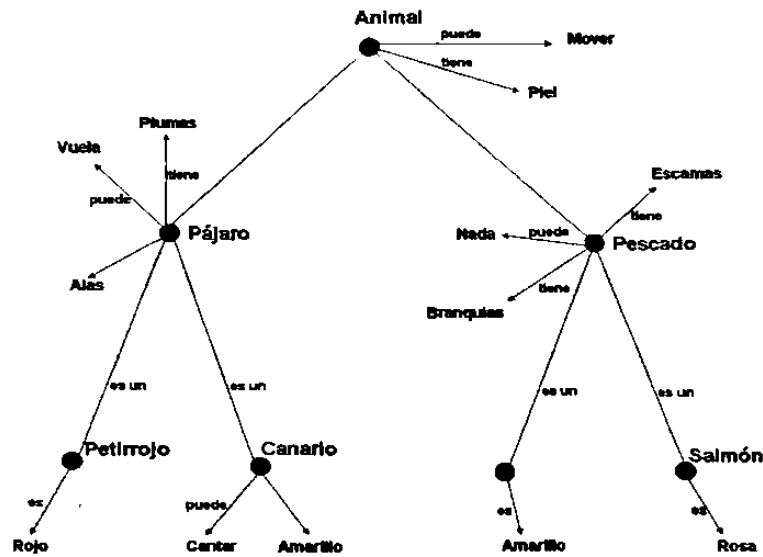 Animal
puede
Mover
tiene
Piel
Plumas
Vuela
puede
tiene
Pájaro
Alas
Escamas
tiene
Nada
puede
Pescado
tiene
Branquias
es un
es un
es un
es un
Petirrojo
Canario
Salmón
es
puede
es
es
Rojo
Cantar
Amarillo
Amarillo
Rosa